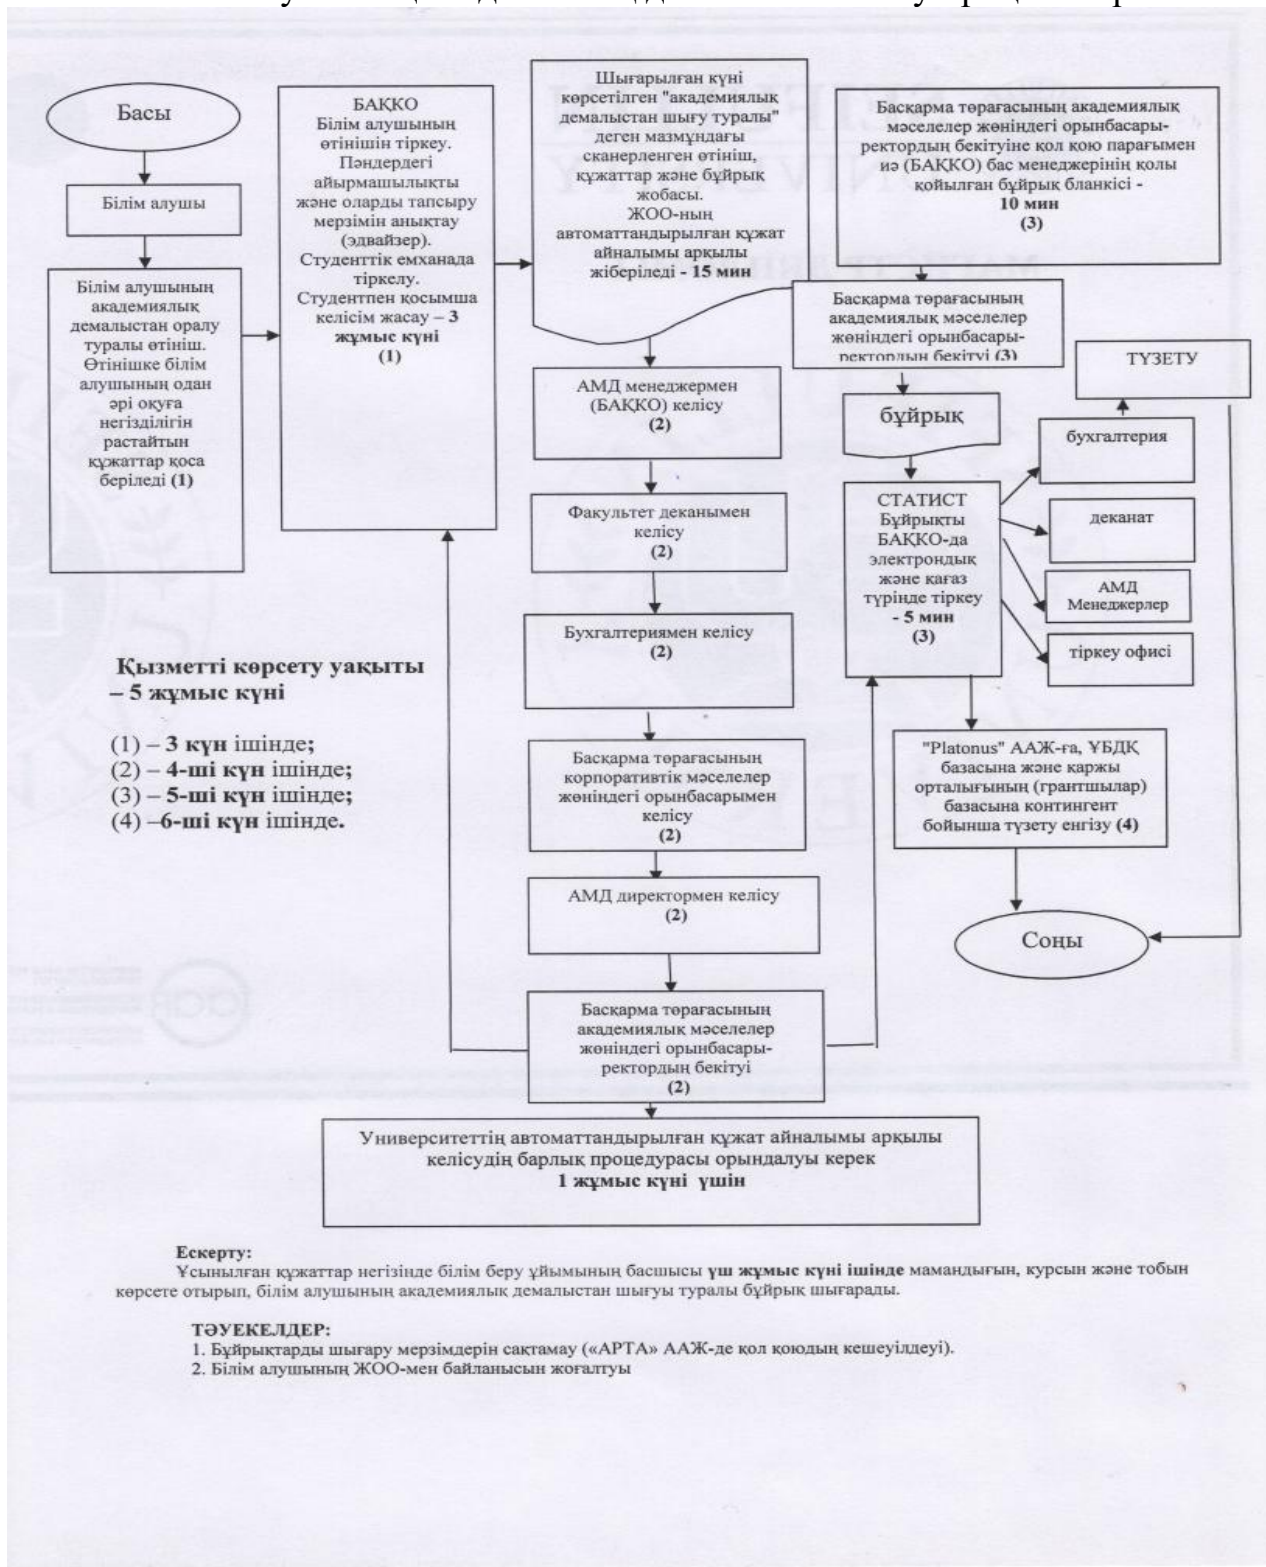 Басы
Білім алушы
Білім алушының
академиялық
демалыстан оралу
туралы өтініш.
Өтінішке білім
алушының одан
әрі оқуға
негізділігін
растайтын
құжаттар қоса
беріледі (1)
БАҚКО
Білім алушының
өтінішін тіркеу.
Пәндердегі
айырмашылықты
және оларды тапсыру
мерзімін анықтау
(эдвайзер).
Студенттік емханада
тіркелу.
Студентпен қосымша
келісім жасау – 3
жұмыс күні
(1)
Шығарылған күні
көрсетілген "академиялық
демалыстан шығу туралы"
деген мазмұндағы
сканерленген өтініш,
құжаттар және бұйрық
жобасы.
ЖОО-ның
автоматтандырылған құжат
айналымы арқылы
жіберіледі - 15 мин
АМД менеджермен
(БАҚКО) келісу
(2)
Факультет деканымен
келісу
(2)
Бухгалтериямен келісу
(2)
Басқарма төрағасының
корпоративтік мәселелер
жөніндегі орынбасарымен
келісу
(2)
АМД директормен келісу
(2)
Басқарма төрағасының
академиялық мәселелер
жөніндегі орынбасары-
ректордың бекітуі
(2)
Университеттің автоматтандырылған құжат айналымы арқылы
келісудің барлық процедурасы орындалуы керек
1 жұмыс күні үшін
Басқарма төрағасының академиялық
мәселелер жөніндегі орынбасары-
ректордың бекітуіне қол қою парағымен
иә (БАҚКО) бас менеджерінің қолы
қойылған бұйрық бланкісі -
10 мин
(3)
Басқарма төрағасының
академиялық мәселелер
жөніндегі орынбасары-
ректордың бекітуі (3)
бұйрық
СТАТИСТ
Бұйрықты
БАҚКО-да
электрондық
және қағаз
түрінде тіркеу
- 5 мин
(3)
ТҮЗЕТУ
бухгалтерия
деканат
АМД
Менеджерлер
тіркеу офисі
"Platonus" ААЖ-ға, ҰБДҚ
базасына және қаржы
орталығының (грантшылар)
базасына контингент
бойынша түзету енгізу (4)
Соңы
Қызметті көрсету уақыты
– 5 жұмыс күні
(1) – 3 күн ішінде;
(2) – 4-ші күн ішінде;
(3) – 5-ші күн ішінде;
(4) –6-ші күн ішінде.
Ескерту:
Ұсынылған құжаттар негізінде білім беру ұйымының басшысы үш жұмыс күні ішінде мамандығын, курсын және тобын
көрсете отырып, білім алушының академиялық демалыстан шығуы туралы бұйрық шығарады.
ТӘУЕКЕЛДЕР:
1. Бұйрықтарды шығару мерзімдерін сақтамау («АРТА» ААЖ-де қол қоюдың кешеуілдеуі).
2. Білім алушының ЖОО-мен байланысын жоғалтуы